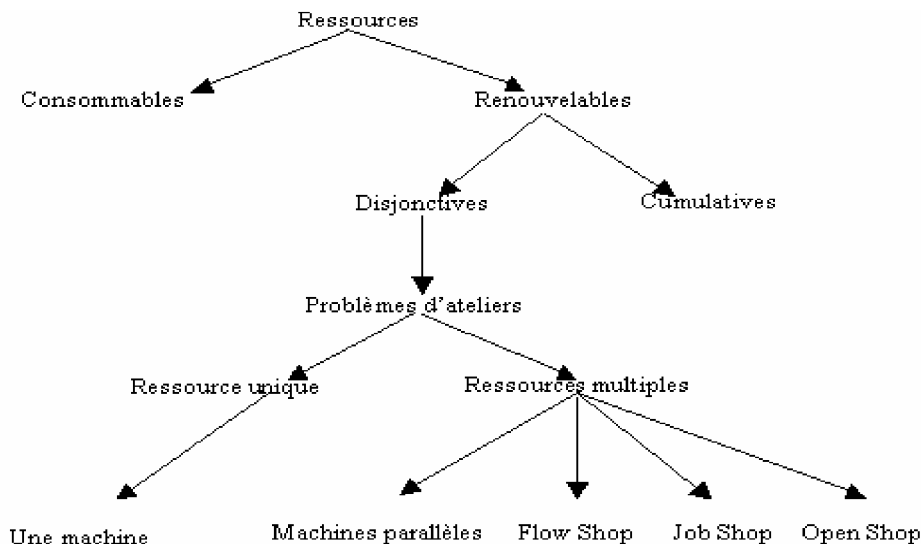 Ressources
Consommables
Renouvelables
Disjonctives
Cumulatives
Problèmes d'ateliers
Ressource unique
Ressources multiples
Une machine
Machines parallèles
Flow Shop
Job Shop
Open Shop